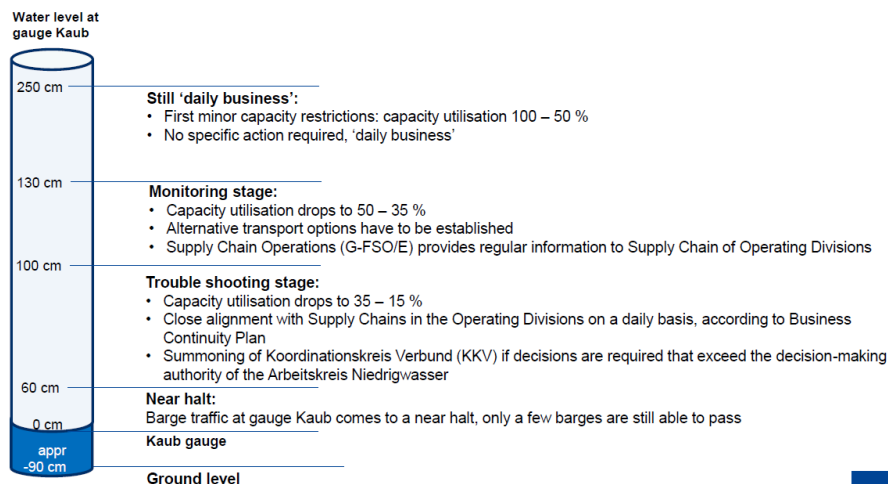 Water level at
gauge Kaub
250 cm
Still ‘daily business’:
• First minor capacity restrictions: capacity utilisation 100 – 50 %
• No specific action required, ‘daily business’
130 cm
Monitoring stage:
• Capacity utilisation drops to 50 – 35 %
• Alternative transport options have to be established
• Supply Chain Operations (G-FSO/E) provides regular information to Supply Chain of Operating Divisions
100 cm
Trouble shooting stage:
• Capacity utilisation drops to 35 – 15 %
• Close alignment with Supply Chains in the Operating Divisions on a daily basis, according to Business
Continuity Plan
• Summoning of Koordinationskreis Verbund (KKV) if decisions are required that exceed the decision-making
authority of the Arbeitskreis Niedrigwasser
60 cm
Near halt:
Barge traffic at gauge Kaub comes to a near halt, only a few barges are still able to pass
0 cm
Kaub gauge
appr
-90 cm
Ground level